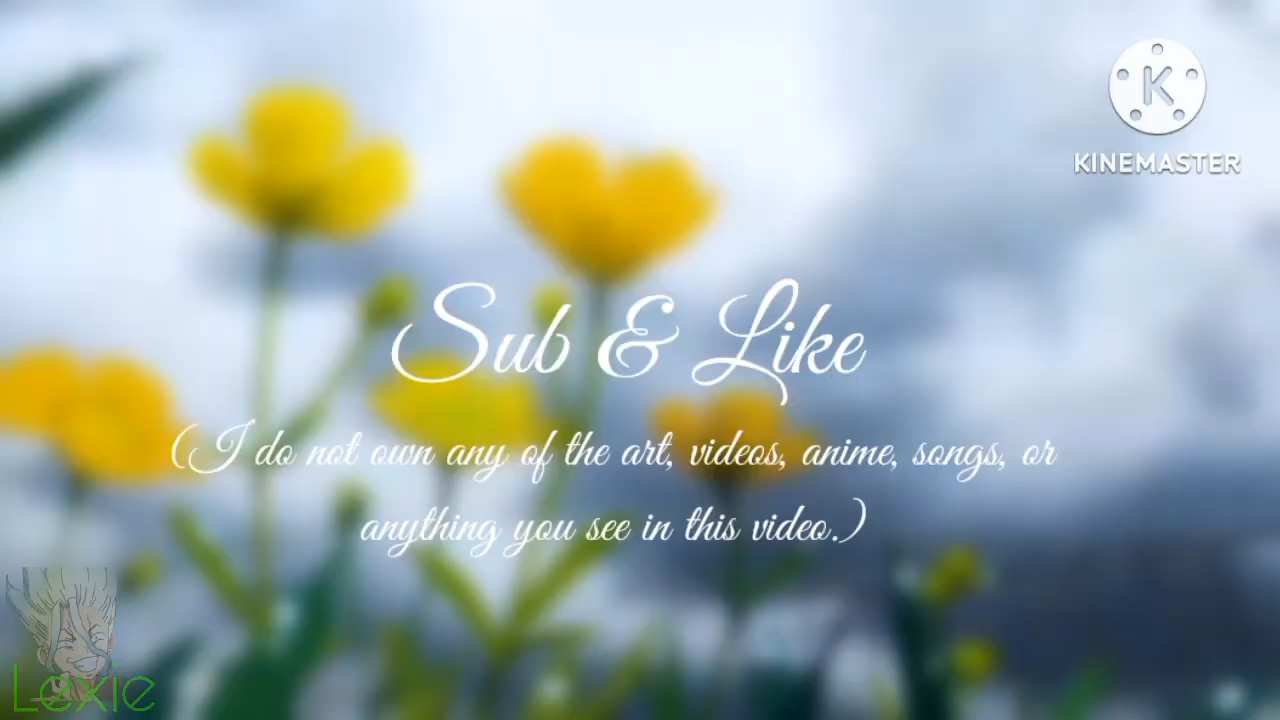 KINEMASTER
Sub & Like
(I do not own any of the art, videos, anime, songs, or
anything you see in this video.)
Lexie